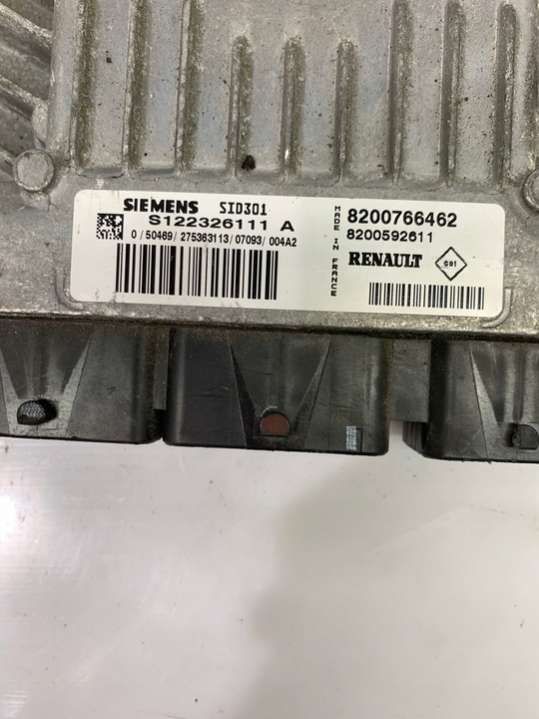 SIEMENS SID301
S122326111 A
0/50469/275363113/07093/004A2
MADE IN FRANCE
8200766462
8200592611
RENAULT